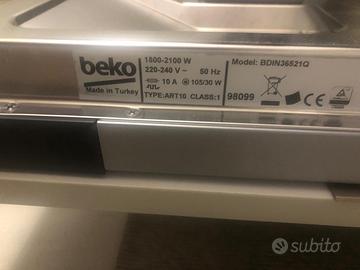 beko
Made in Turkey
1800-2100 W
220-240 V ~ 50 Hz
10 A 105/30 W
TYPE:ART10 CLASS:1
Model: BDIN36521Q
98099
subito